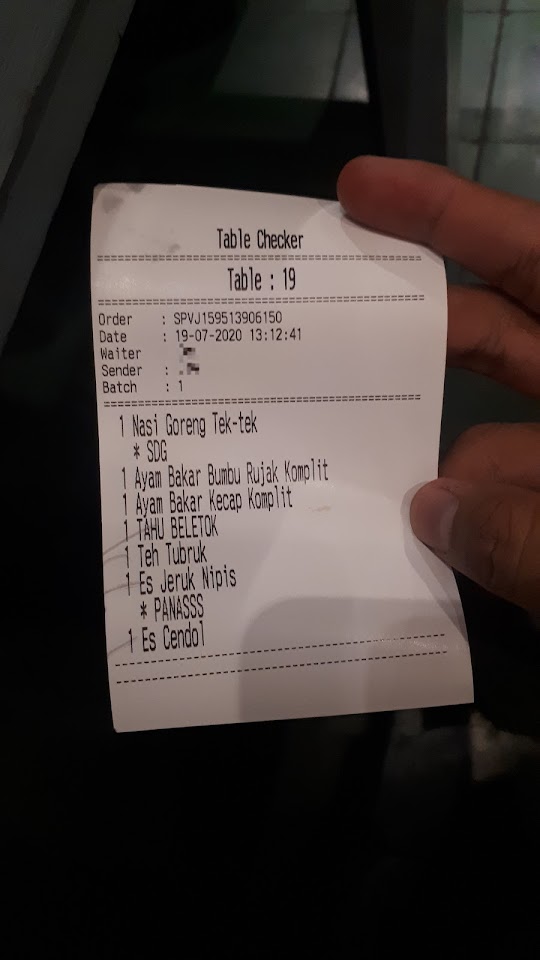 Table Checker
Table : 19
Order : SPVJ159513906150
Date : 19-07-2020 13:12:41
Waiter
Sender :
Batch : 1
1 Nasi Goreng Tek-tek
* SDG
1 Ayam Bakar Bumbu Rujak Komplit
1 Ayam Bakar Kecap Komplit
1 TAHU BELETOK
1 Teh Tubruk
1 Es Jeruk Nipis
* PANASSS
1 Es Cendol